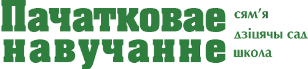 Пачатковае
навучанне
сям’я
дзіцячы сад
школа